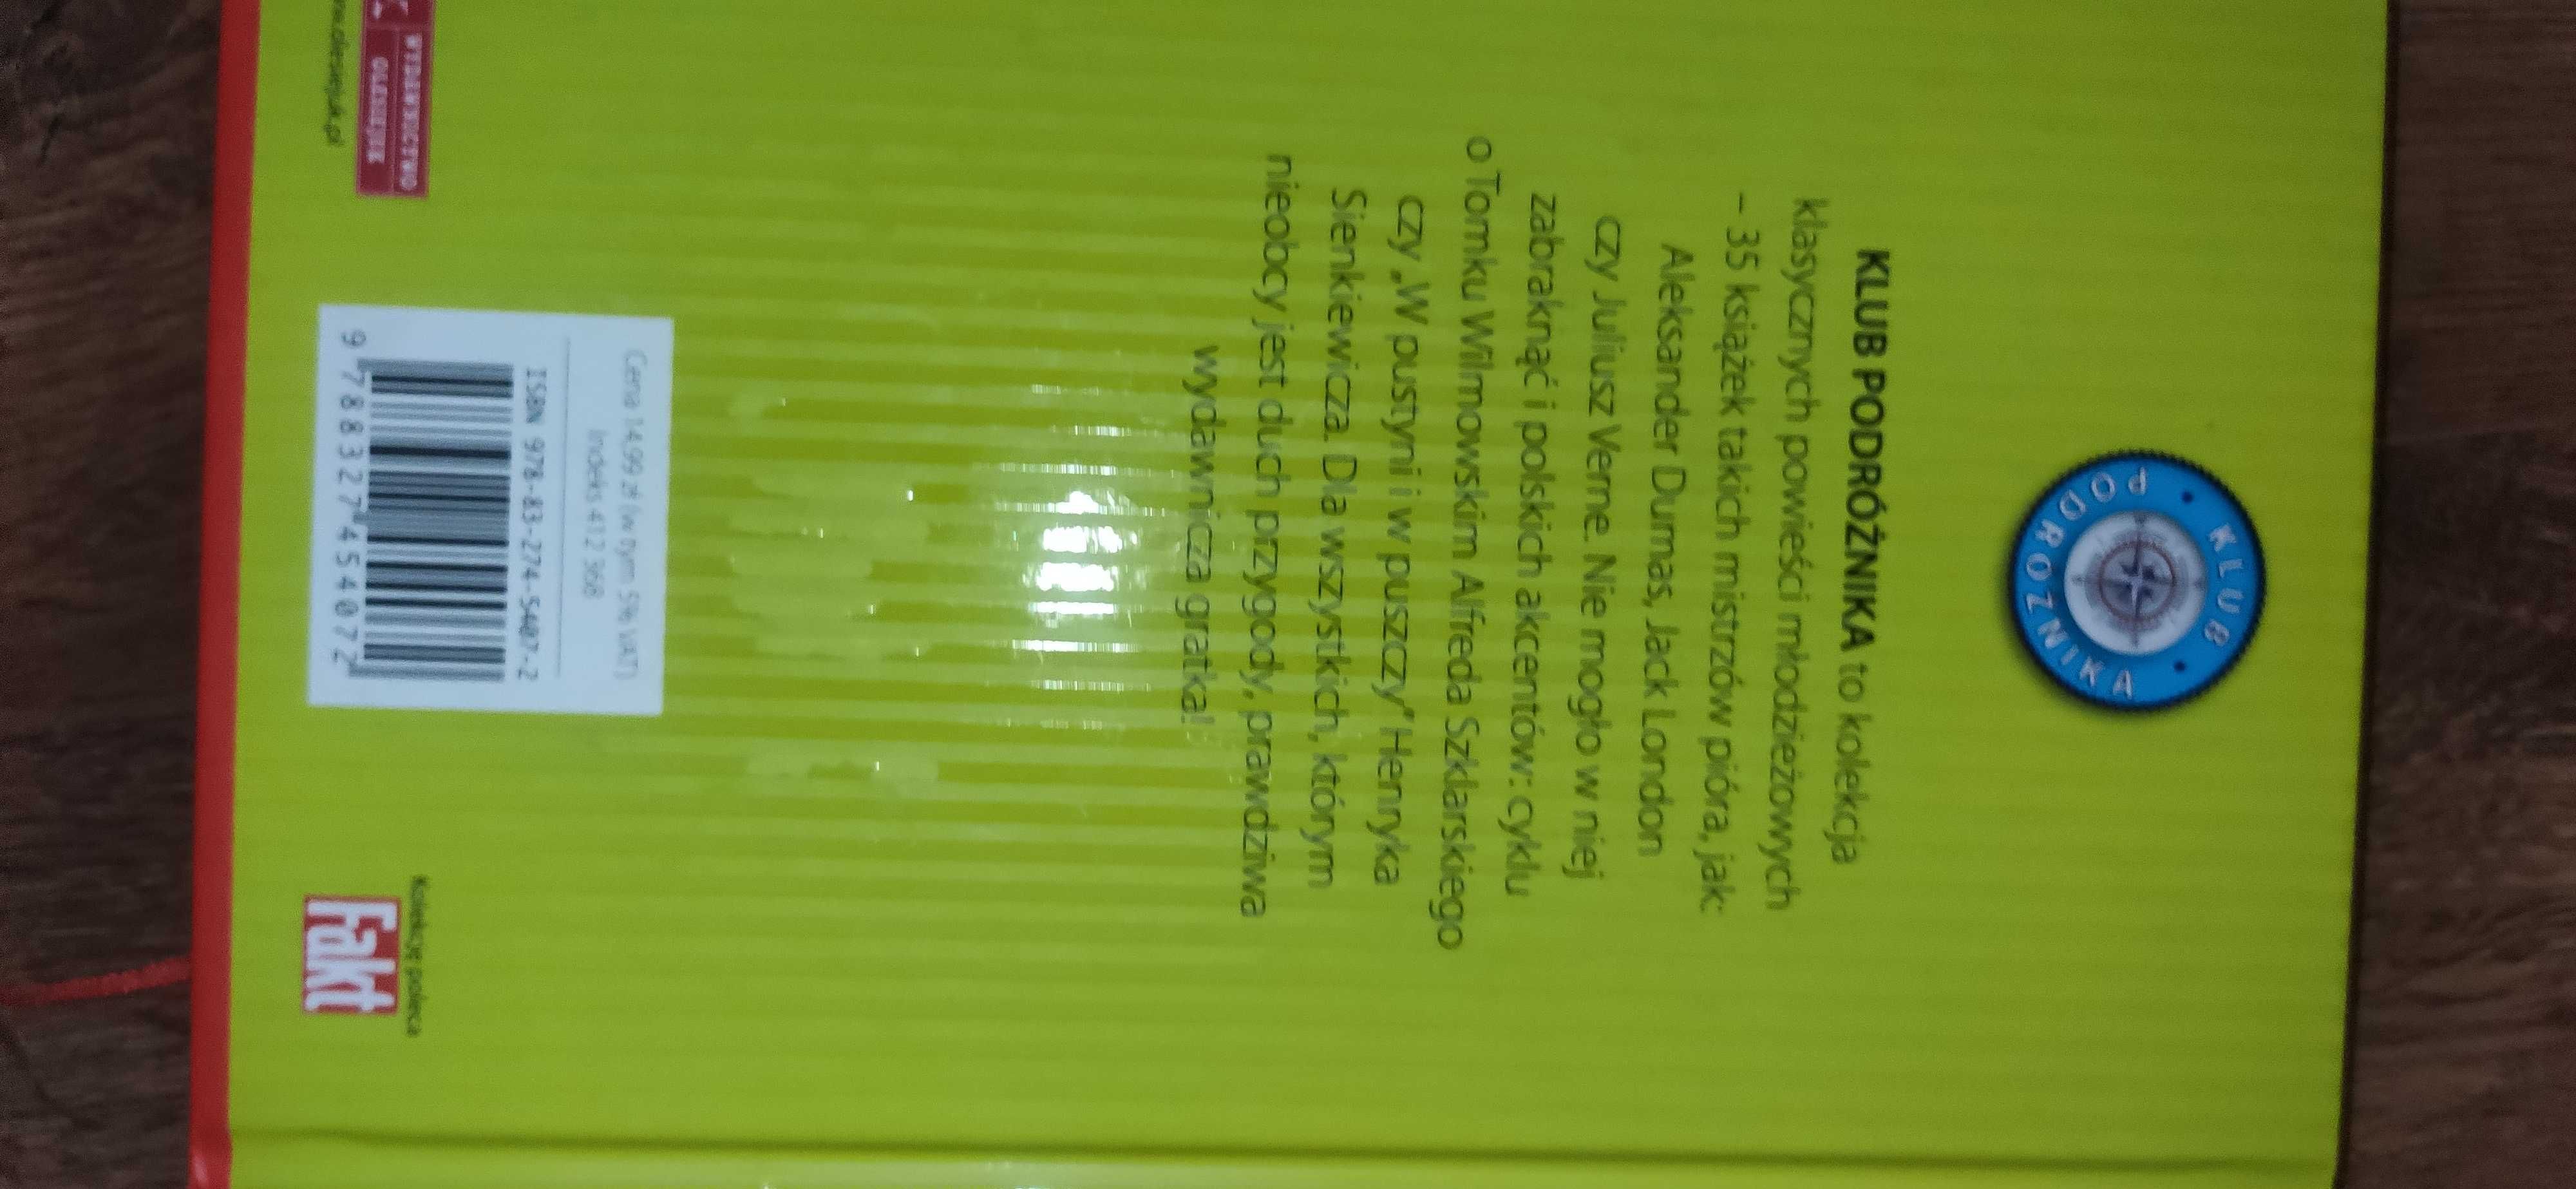 KLUB PODRÓŻNIKA
KLUB PODRÓŻNIKA to kolekcja
klasycznych powieści młodzieżowych
– 35 książek takich mistrzów pióra, jak:
Aleksander Dumas, Jack London
czy Juliusz Verne. Nie mogło w niej
zabraknąć i polskich akcentów: cyklu
o Tomku Wilmowskim Alfreda Szklarskiego
czy „W pustyni i w puszczy” Henryka
Sienkiewicza. Dla wszystkich, którym
nieobcy jest duch przygody, prawdziwa
wydawnicza gratka!
WYDAWNICTWO
OLESIEJUK
Cena 14,99 zł (w tym 5% VAT)
Indeks 412 368
ISBN 978-83-274-5407-2
9 788327 454072
Kolekcję poleca
Fakt